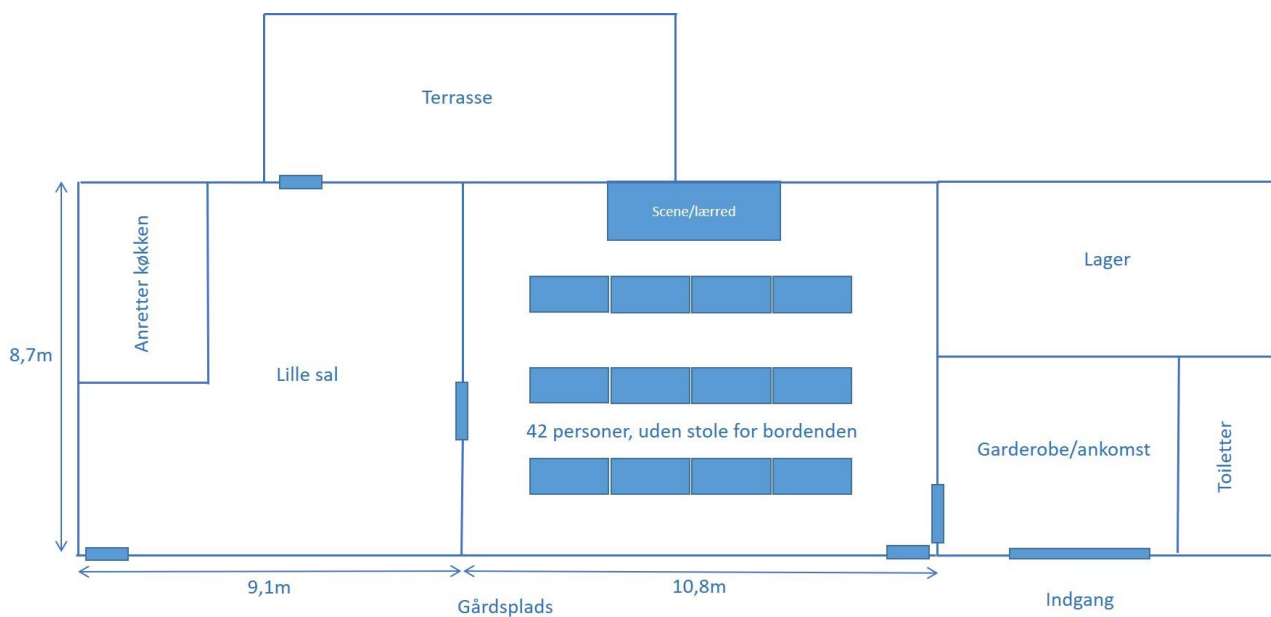 Terrasse
Scene/lærred
Anretter køkken
Lager
8,7m
Lille sal
42 personer, uden stole for bordenden
Garderobe/ankomst
Toiletter
9,1m
10,8m
Gårdsplads
Indgang